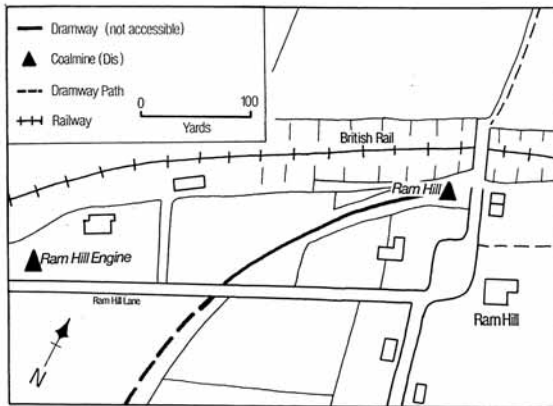 Dramway (not accessible)
Coalmine (Dis)
Dramway Path
Railway
0 100
Yards
British Rail
Ram Hill
Ram Hill Engine
Ram Hill Lane
Ram Hill
N